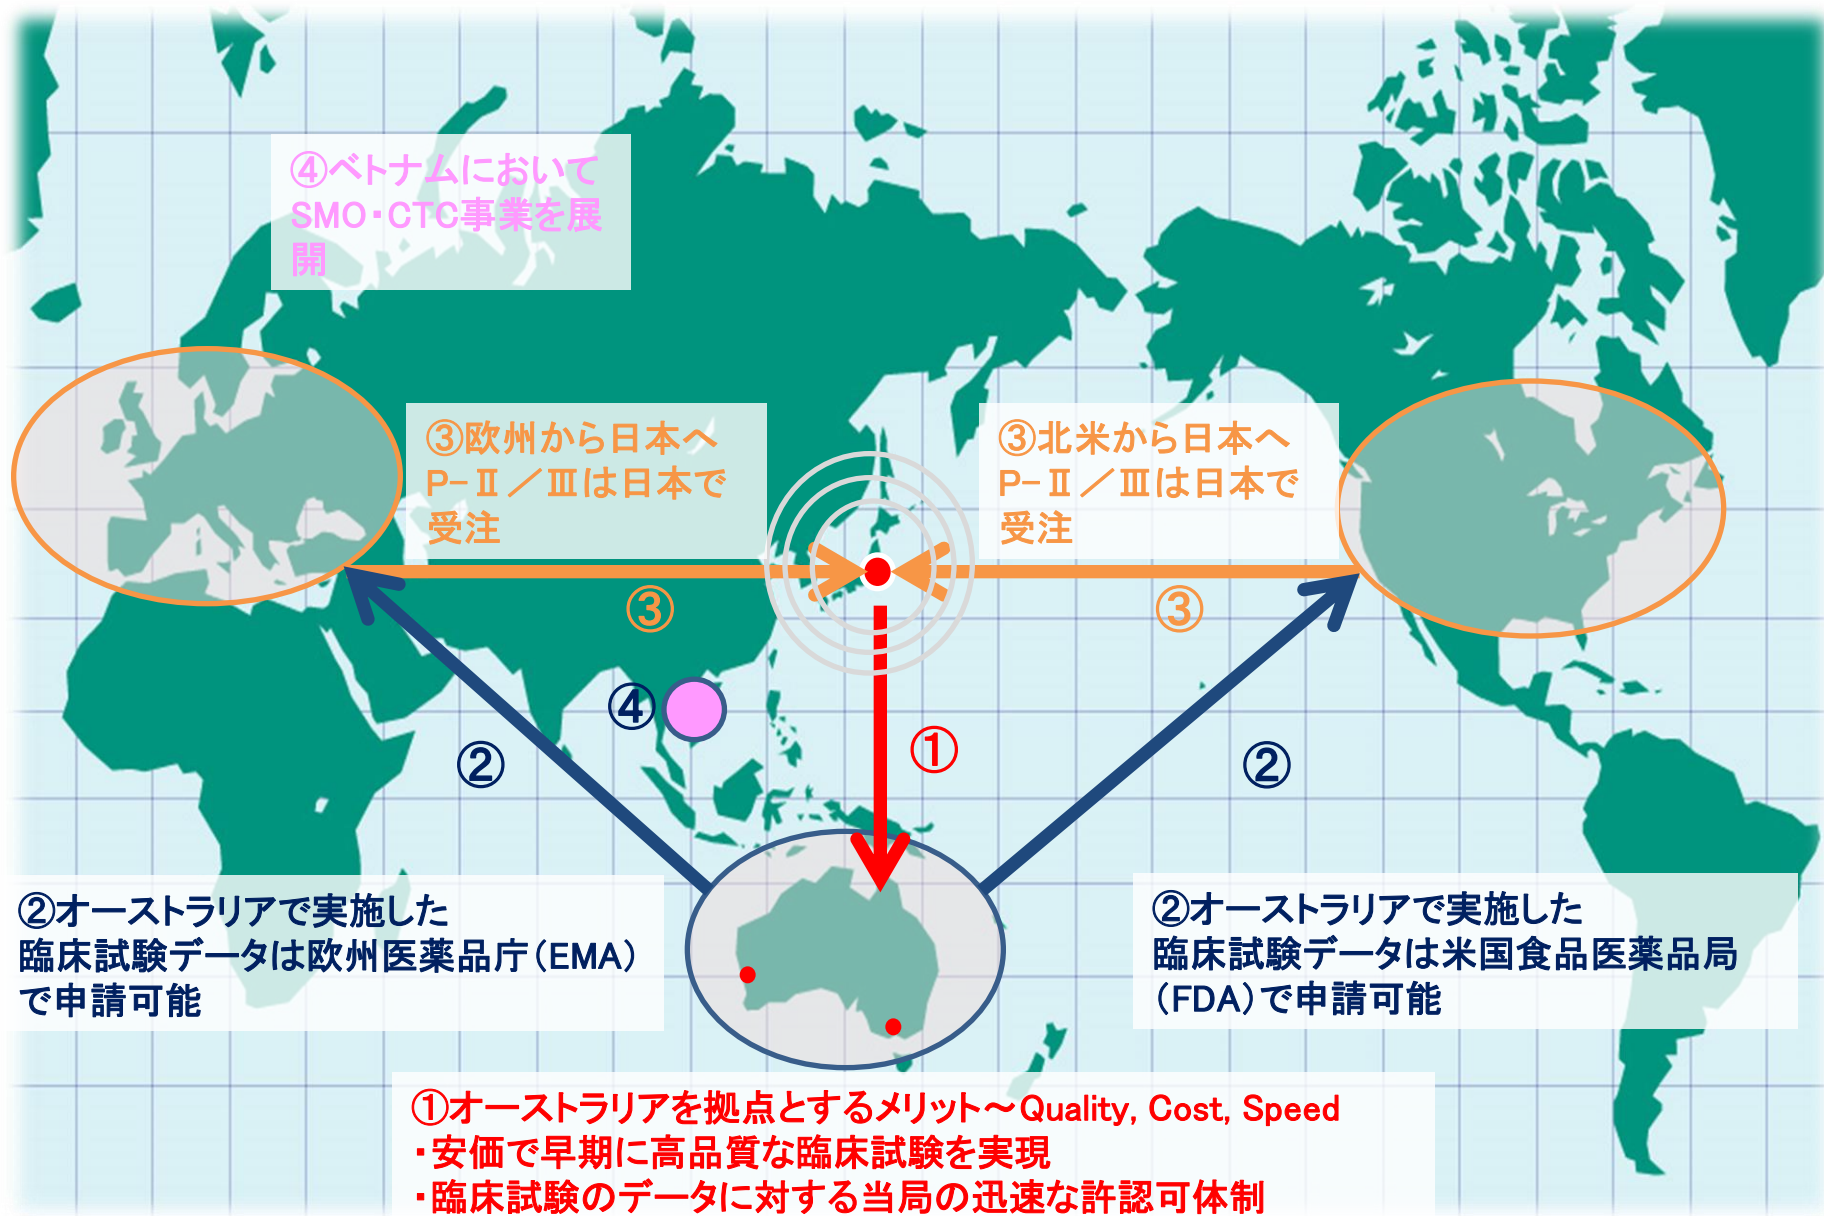 ④ベトナムにおいて
SMO・CTC事業を展
開
③欧州から日本へ
P-Ⅱ／Ⅲは日本で
受注
③北米から日本へ
P-Ⅱ／Ⅲは日本で
受注
③
③
④
②
①
②
②オーストラリアで実施した
臨床試験データは欧州医薬品庁（EMA）
で申請可能
②オーストラリアで実施した
臨床試験データは米国食品医薬品局
（FDA）で申請可能
①オーストラリアを拠点とするメリット～Quality, Cost, Speed
・安価で早期に高品質な臨床試験を実現
・臨床試験のデータに対する当局の迅速な許認可体制